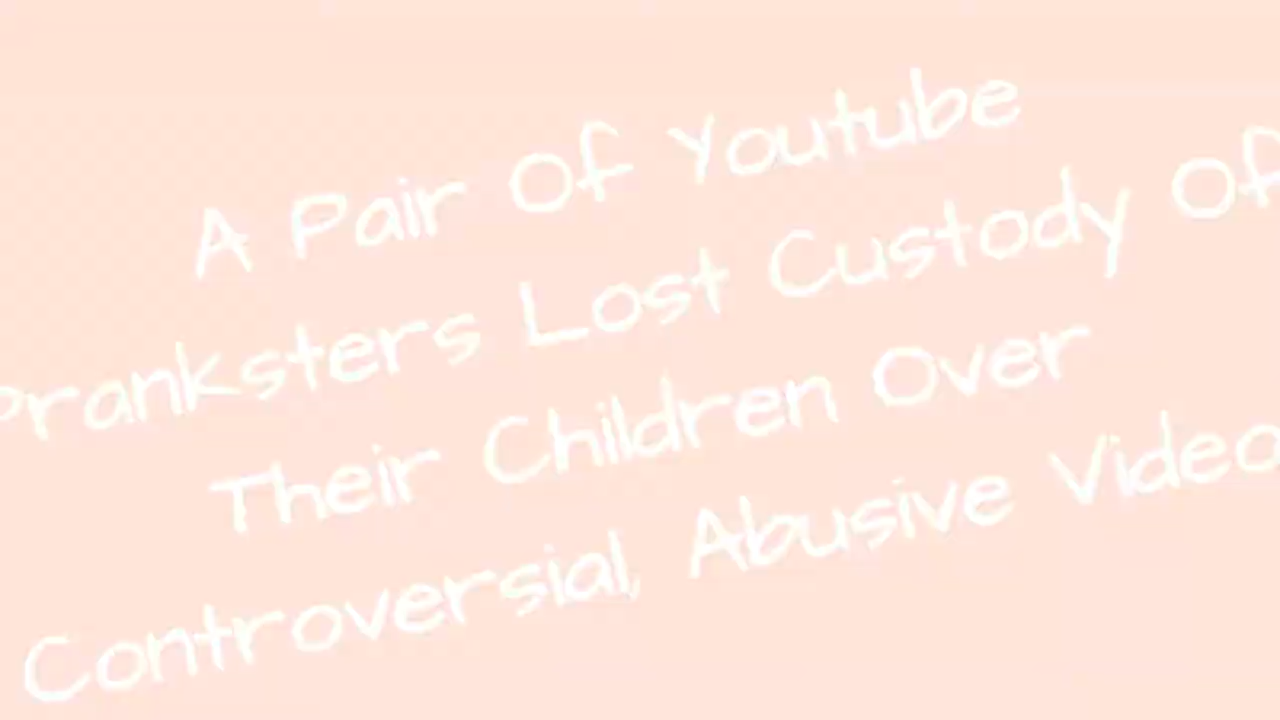 A Pair Of Youtube
Pranksters Lost Custody Of
Their Children Over
Controversial, Abusive Video